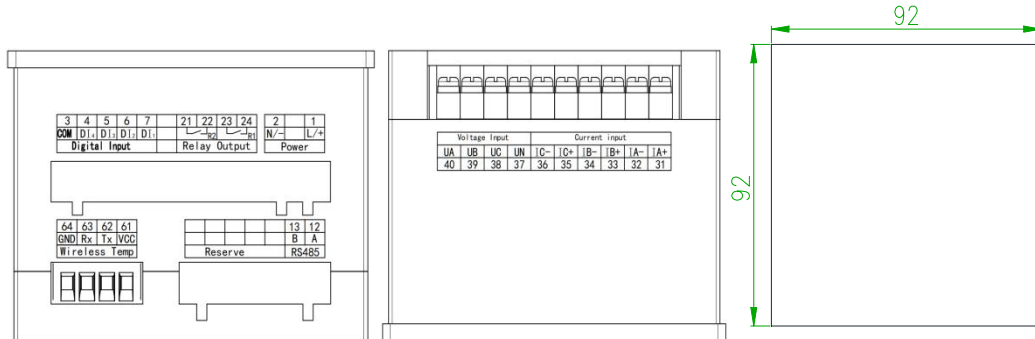 3 4 5 6 7 21 22 23 24 2 1
COM DI₄ DI₃ DI₂ DI₁ R2 R1 N/- L/+
Digital Input Relay Output Power
64 63 62 61 13 12
GND Rx Tx VCC B A
Wireless Temp Reserve RS485
Voltage Input Current input
UA UB UC UN IC- IC+ IB- IB+ IA- IA+
40 39 38 37 36 35 34 33 32 31
92
92